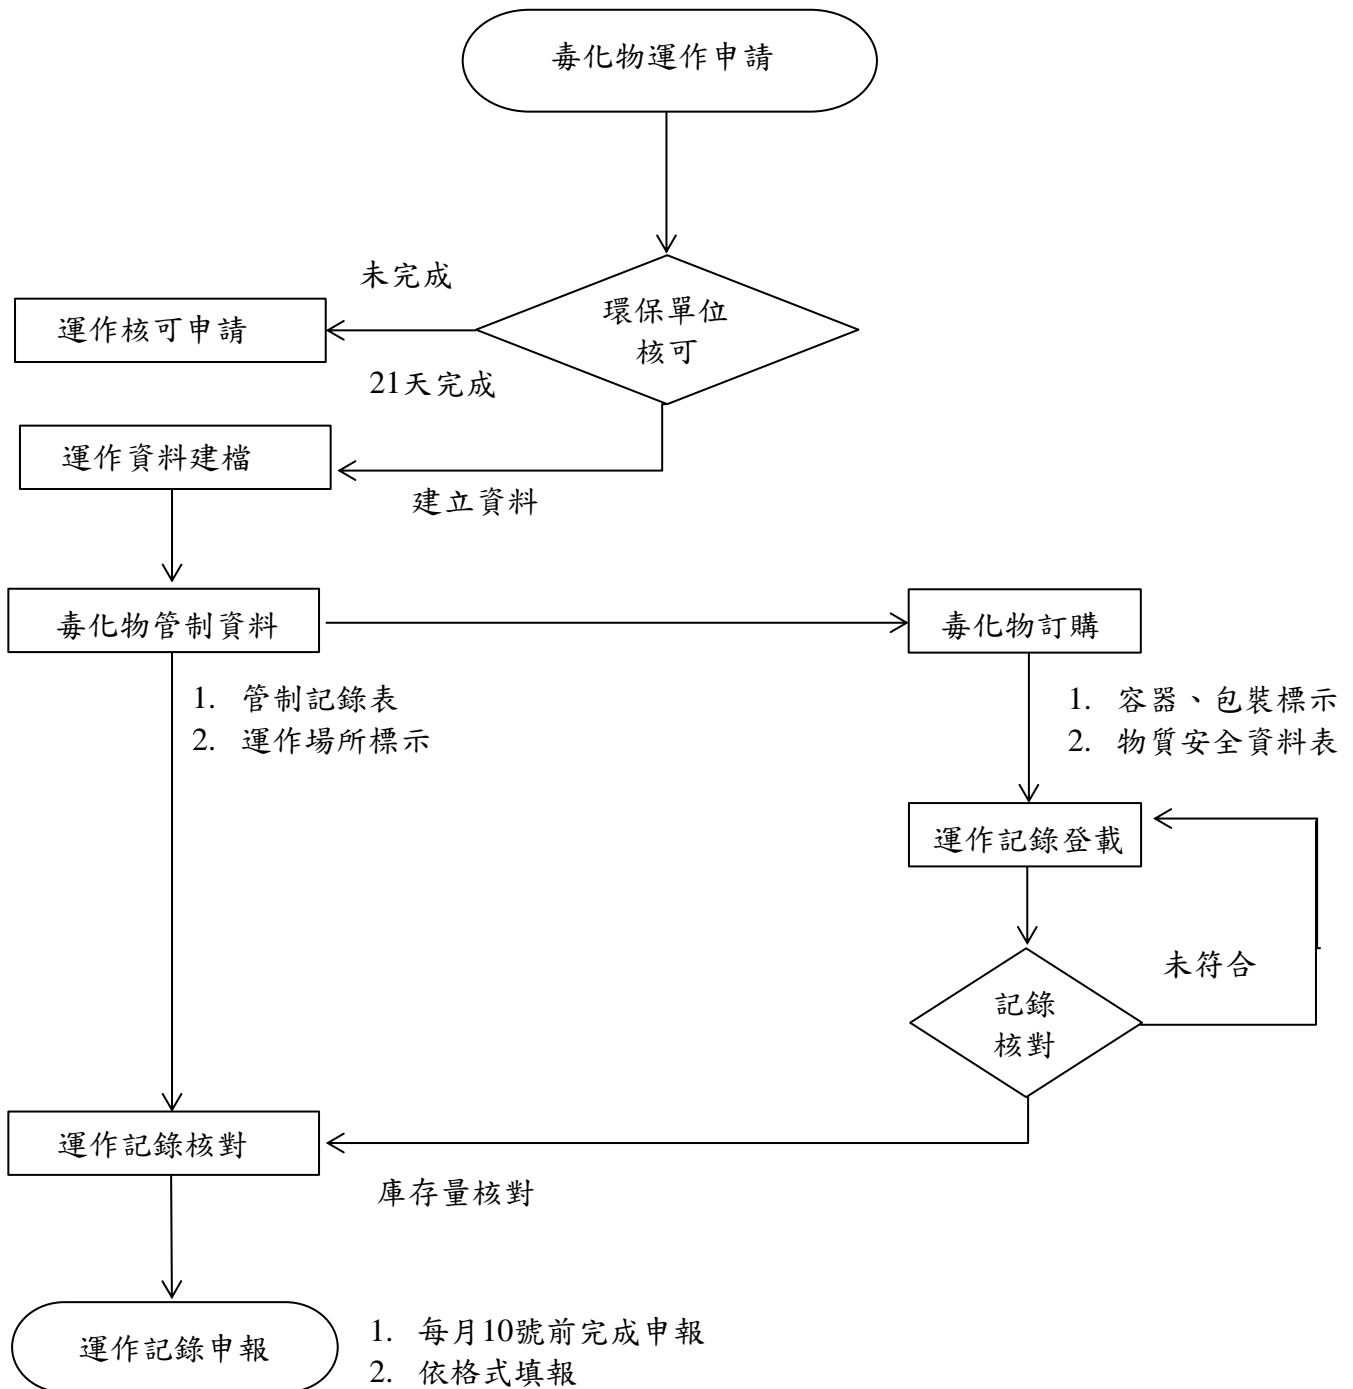 毒化物運作申請
未完成
環保單位
核可
運作核可申請
21天完成
運作資料建檔
建立資料
毒化物管制資料
毒化物訂購
1. 管制記錄表
2. 運作場所標示
1. 容器、包裝標示
2. 物質安全資料表
運作記錄登載
未符合
記錄
核對
運作記錄核對
庫存量核對
運作記錄申報
1. 每月10號前完成申報
2. 依格式填報